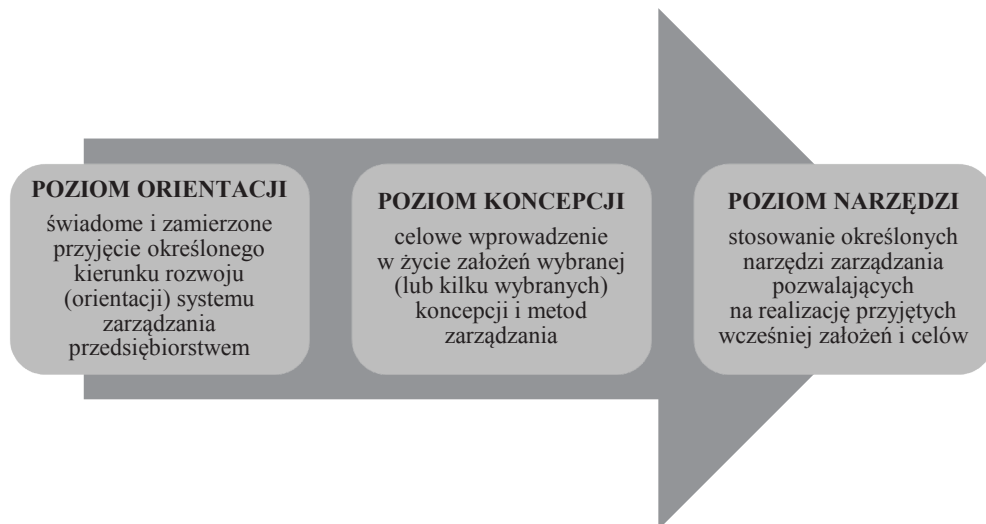 POZIOM ORIENTACJI
świadome i zamierzone
przyjęcie określonego
kierunku rozwoju
(orientacji) systemu
zarządzania
przedsiębiorstwem
POZIOM KONCEPCJI
celowe wprowadzenie
w życie założeń wybranej
(lub kilku wybranych)
koncepcji i metod
zarządzania
POZIOM NARZĘDZI
stosowanie określonych
narzędzi zarządzania
pozwalających
na realizację przyjętych
wcześniej założeń i celów